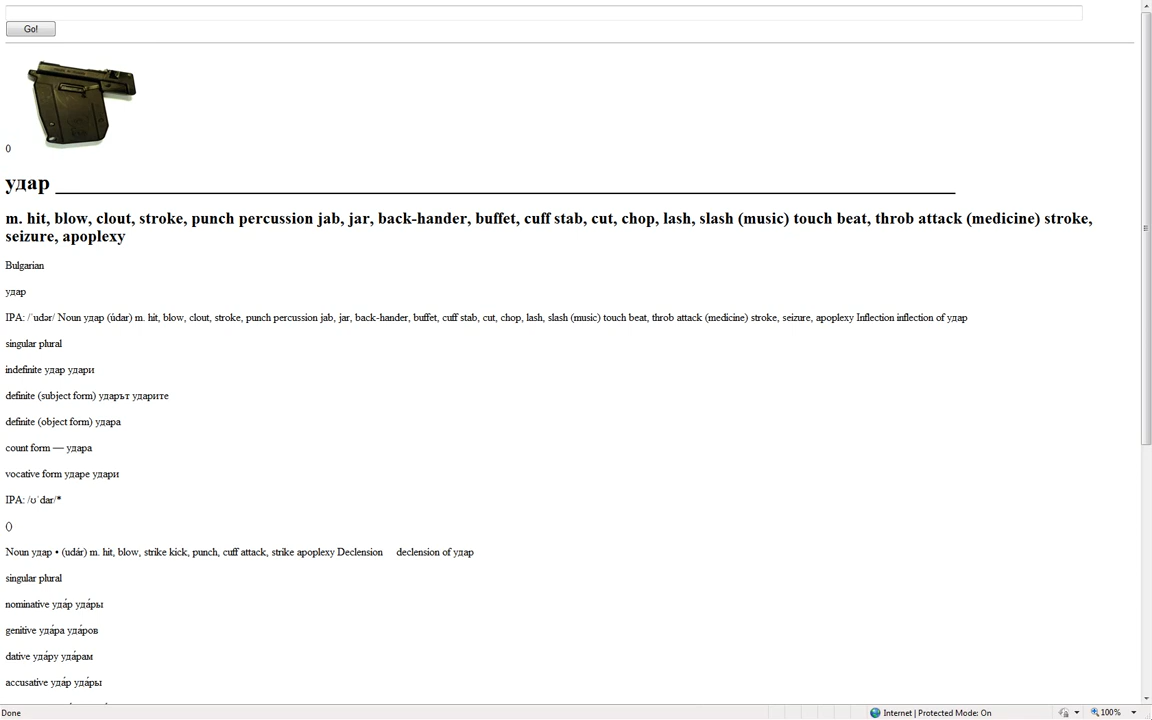 Go!
0
удар ____________________________________________________________
m. hit, blow, clout, stroke, punch percussion jab, jar, back-hander, buffet, cuff stab, cut, chop, lash, slash (music) touch beat, throb attack (medicine) stroke,
seizure, apoplexy
Bulgarian
удар
IPA: /ˈudər/ Noun удар (údar) m. hit, blow, clout, stroke, punch percussion jab, jar, back-hander, buffet, cuff stab, cut, chop, lash, slash (music) touch beat, throb attack (medicine) stroke, seizure, apoplexy Inflection inflection of удар
singular plural
indefinite удар удари
definite (subject form) ударът ударите
definite (object form) удара
count form — удара
vocative form ударе удари
IPA: /ʊˈdar/*
()
Noun удар • (udár) m. hit, blow, strike kick, punch, cuff attack, strike apoplexy Declension declension of удар
singular plural
nominative уда́р уда́ры
genitive уда́ра уда́ров
dative уда́ру уда́рам
accusative уда́р уда́ры
Done Internet | Protected Mode: On 100%